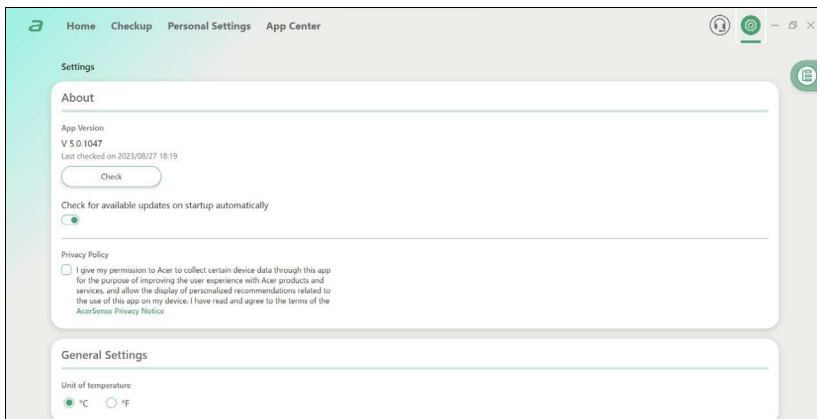 a Home Checkup Personal Settings App Center
Settings
About
App Version
V 5.0.1047
Last checked on 2023/08/27 18:19
Check
Check for available updates on startup automatically
Privacy Policy
I give my permission to Acer to collect certain device data through this app
for the purpose of improving the user experience with Acer products and
services, and allow the display of personalized recommendations related to
the use of this app on my device. I have read and agree to the terms of the
AcerSense Privacy Notice
General Settings
Unit of temperature
°C °F